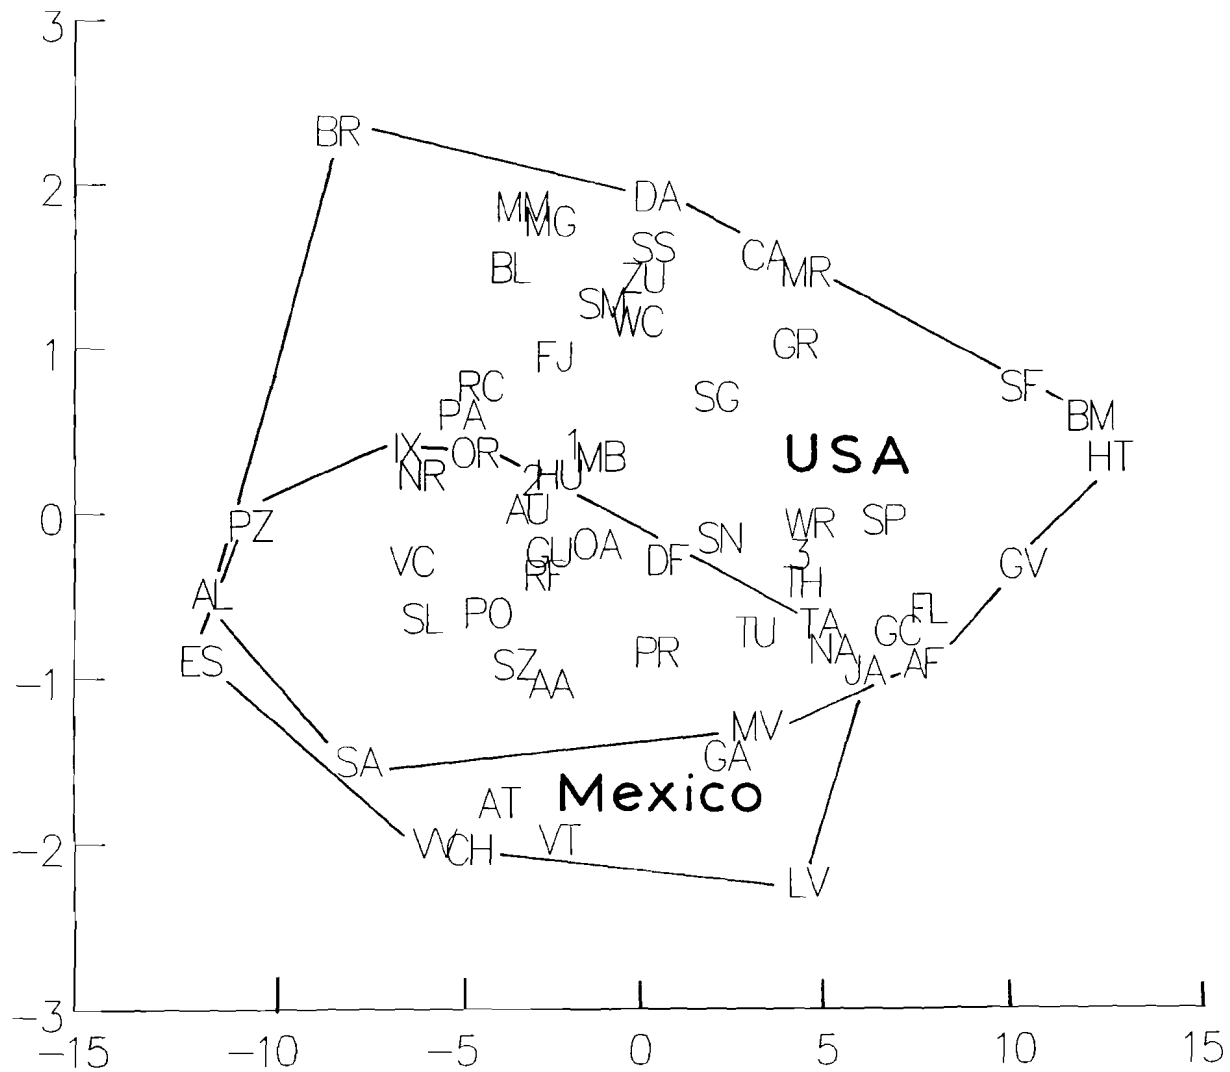 3
BR
2
DA
MM
MG
SS
CA
MR
BL
ZU
SM
WC
1
FJ
GR
RC
SG
SF
PA
BM
IX
OR
1
MB
USA
HT
NR
2
HU
0
PZ
AU
WR
SP
GU
OA
DF
SN
3
VC
RF
TH
GV
AL
SL
PO
TU
TA
FL
GC
ES
SZ
PR
NA
AF
-1
AA
JA
MV
SA
GA
AT
Mexico
-2
VV
CH
VT
LV
-3
-15 -10 -5 0 5 10 15